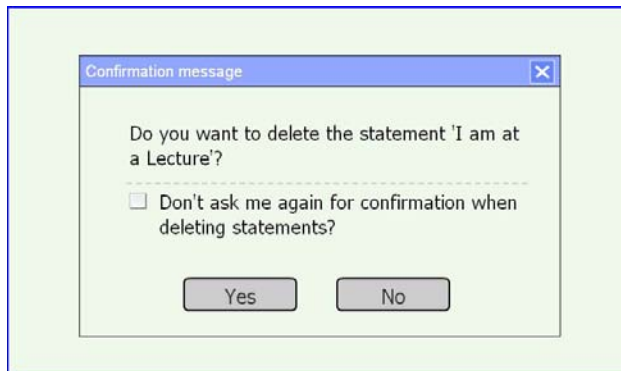 Confirmation message
Do you want to delete the statement 'I am at
a Lecture'?
Don't ask me again for confirmation when
deleting statements?
Yes
No